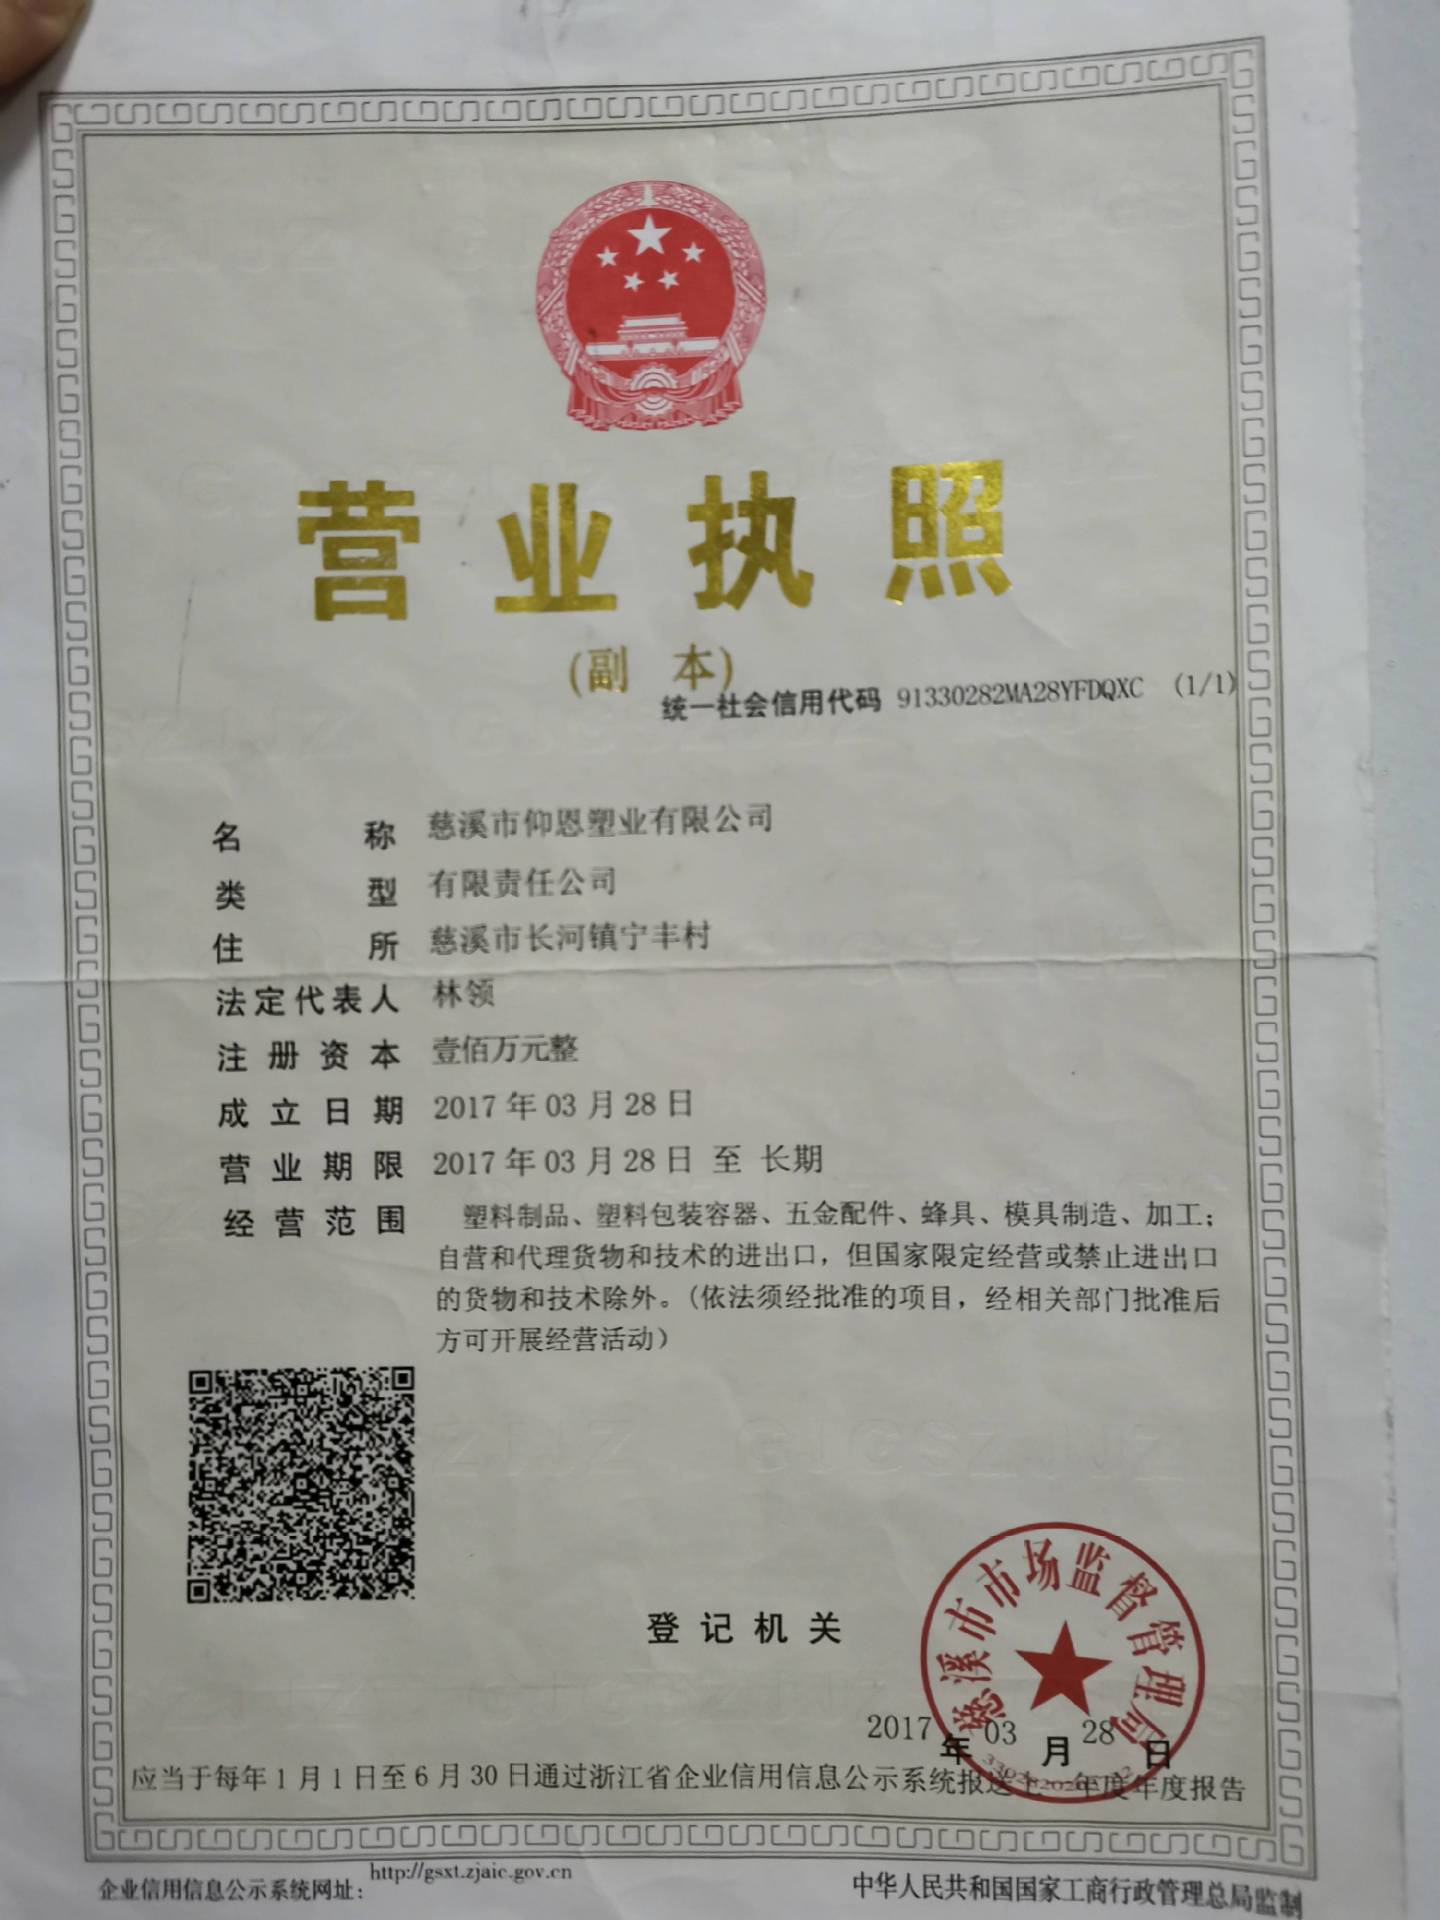 营业执照
(副 本)
统一社会信用代码 91330282MA28YFDQXC (1/1)
名 称 慈溪市仰恩塑业有限公司
类 型 有限责任公司
住 所 慈溪市长河镇宁丰村
法定代表人 林领
注册资本 壹佰万元整
成立日期 2017年03月28日
营业期限 2017年03月28日 至 长期
经营范围 塑料制品、塑料包装容器、五金配件、蜂具、模具制造、加工；
自营和代理货物和技术的进出口，但国家限定经营或禁止进出口
的货物和技术除外。(依法须经批准的项目，经相关部门批准后
方可开展经营活动）
登记机关
慈溪市市场监督管理局
2017年03月28日
应当于每年1月1日至6月30日通过浙江省企业信用信息公示系统报送上一年度年度报告
企业信用信息公示系统网址：http://gsxt.zjaic.gov.cn
中华人民共和国国家工商行政管理总局监制